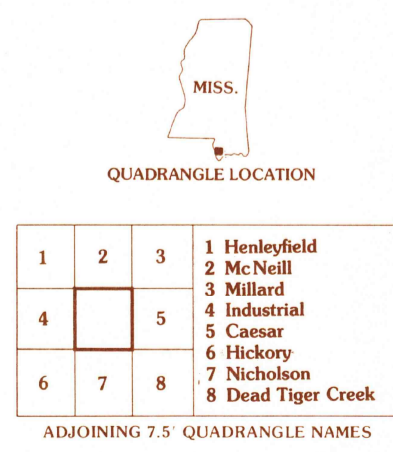 MISS.
QUADRANGLE LOCATION
1 2 3
4 5
6 7 8
1 Henleyfield
2 McNeill
3 Millard
4 Industrial
5 Caesar
6 Hickory
7 Nicholson
8 Dead Tiger Creek
ADJOINING 7.5′ QUADRANGLE NAMES